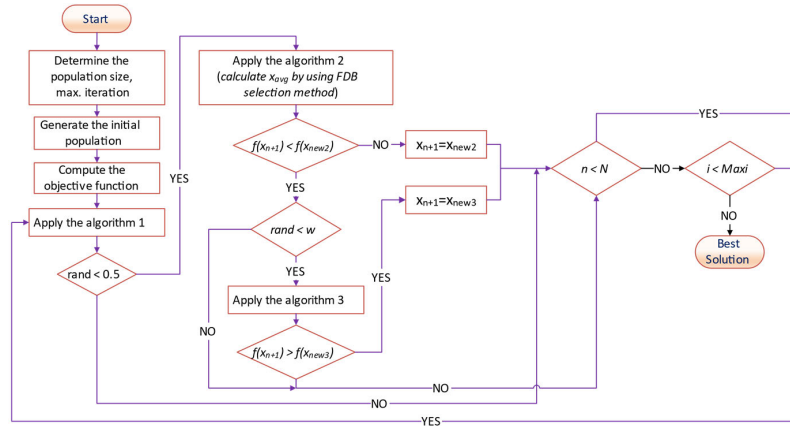 Start
Determine the
population size,
max. iteration
Generate the initial
population
Compute the
objective function
Apply the algorithm 1
rand < 0.5
YES
NO
Apply the algorithm 2
(calculate xavg by using FDB
selection method)
f(xn+1) < f(xnew2)
NO
xn+1=xnew2
YES
rand < w
YES
NO
Apply the algorithm 3
f(xn+1) > f(xnew3)
YES
xn+1=xnew3
NO
n < N
YES
NO
i < Maxi
NO
Best
Solution
YES